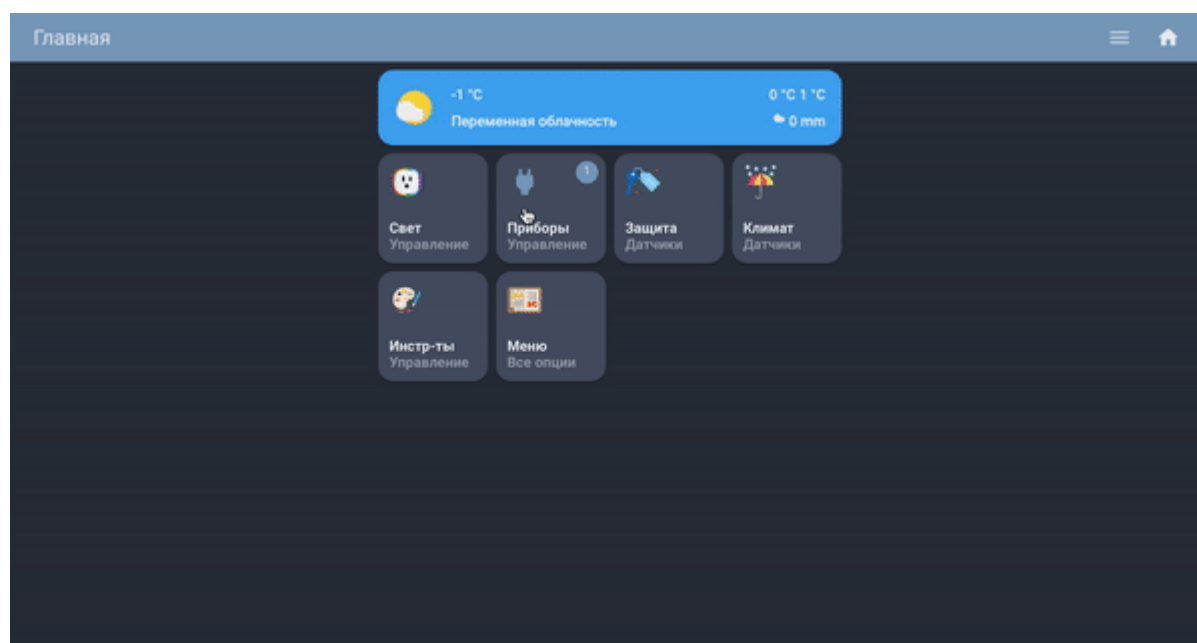 Главная
-1 °C
0 °C 1 °C
Переменная облачность
0 mm
Свет
Управление
1
Приборы
Управление
Защита
Датчики
Климат
Датчики
Инстр-ты
Управление
Меню
Все опции